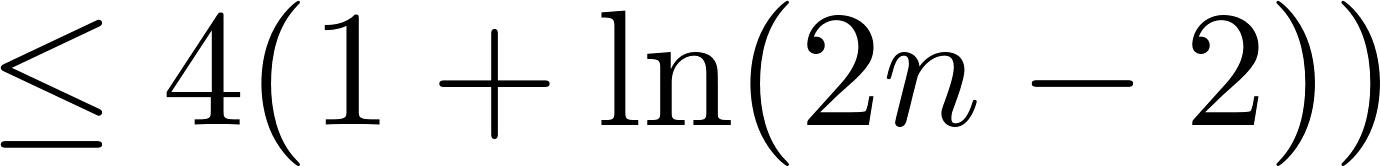 ≤ 4(1 + ln(2n − 2))